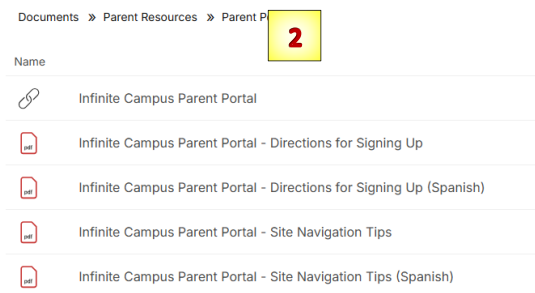 Documents » Parent Resources » Parent
2
Name
Infinite Campus Parent Portal
pdf Infinite Campus Parent Portal - Directions for Signing Up
pdf Infinite Campus Parent Portal - Directions for Signing Up (Spanish)
pdf Infinite Campus Parent Portal - Site Navigation Tips
pdf Infinite Campus Parent Portal - Site Navigation Tips (Spanish)